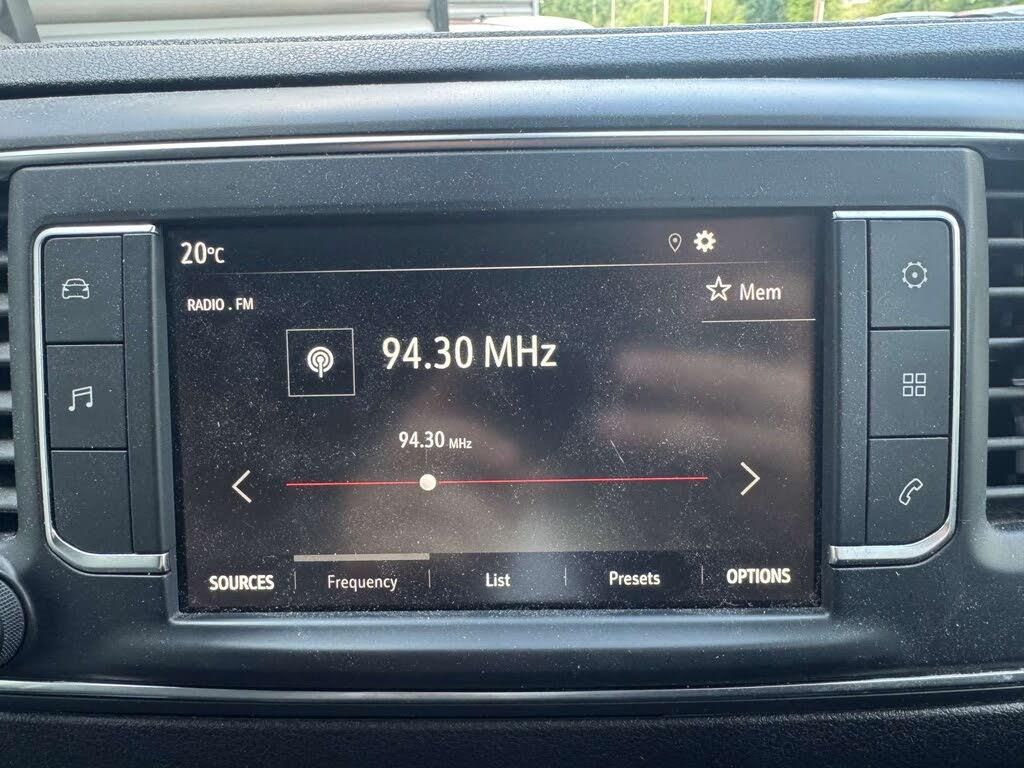 20°C
RADIO . FM
Mem
94.30 MHz
94.30 MHz
SOURCES
Frequency
List
Presets
OPTIONS